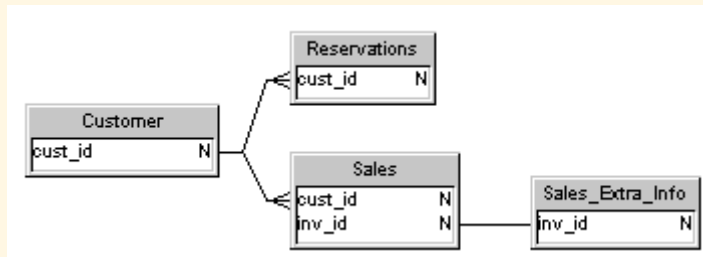 Reservations
cust_id N
Customer
cust_id N
Sales
cust_id N
inv_id N
Sales_Extra_Info
inv_id N